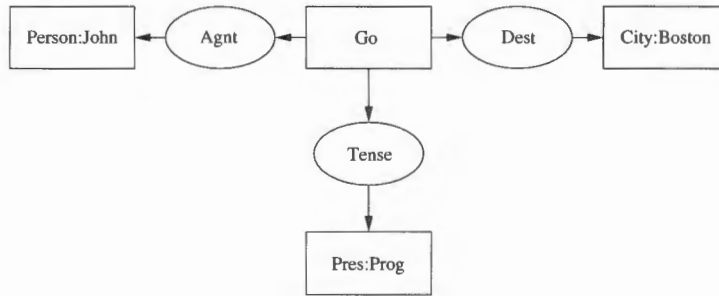 Person:John
Agnt
Go
Dest
City:Boston
Tense
Pres:Prog